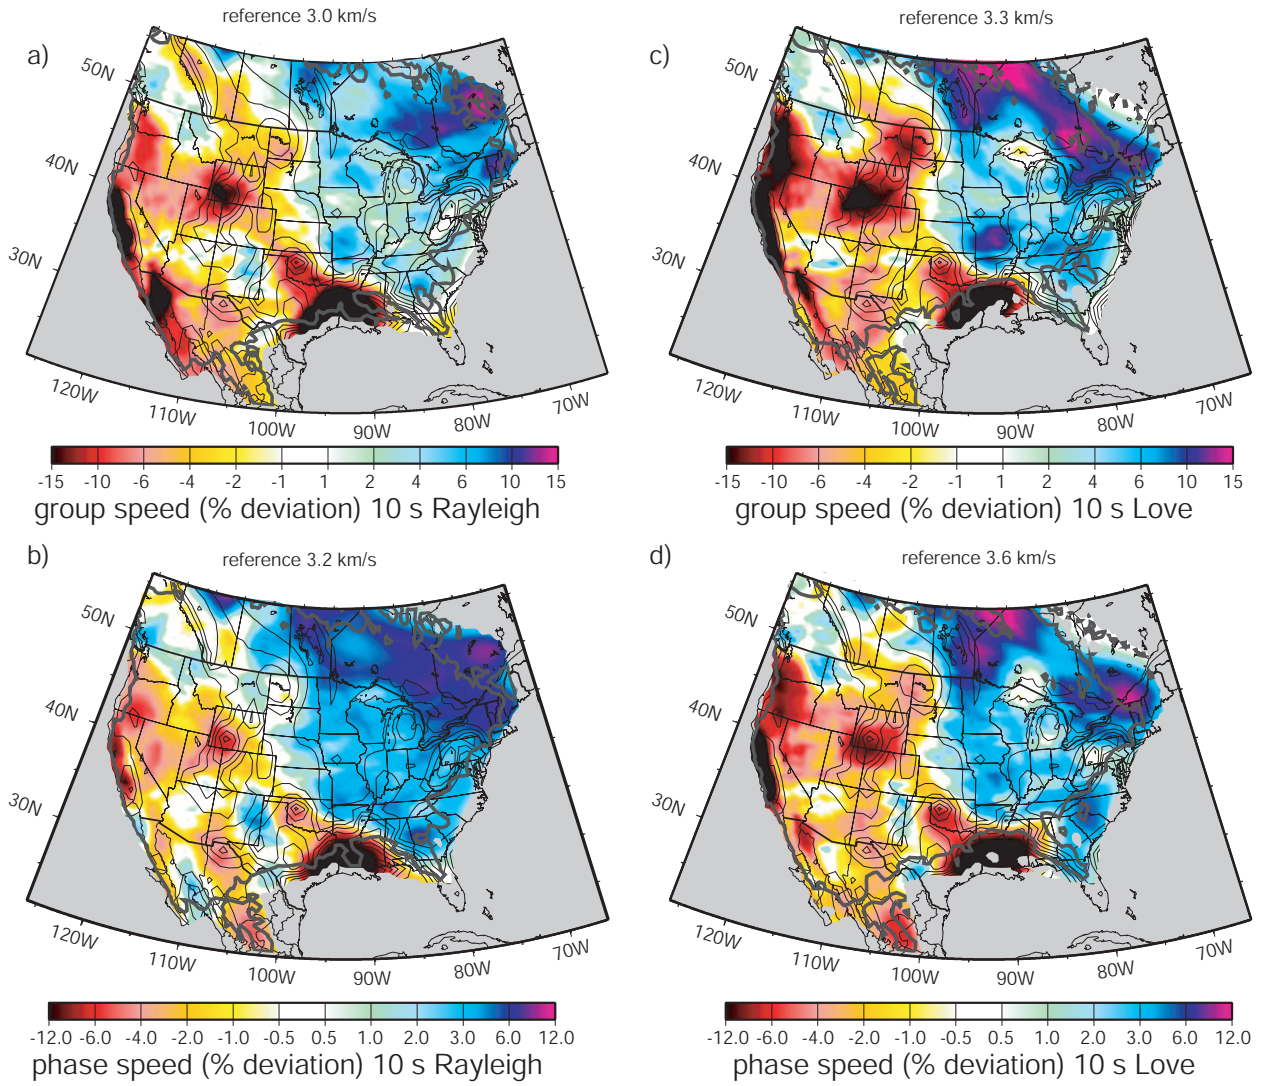 reference 3.0 km/s
a)
50N
40N
30N
120W
110W
100W
90W
80W
70W
-15 -10 -6 -4 -2 -1 1 2 4 6 10 15
group speed (% deviation) 10 s Rayleigh
reference 3.3 km/s
c)
50N
40N
30N
120W
110W
100W
90W
80W
70W
-15 -10 -6 -4 -2 -1 1 2 4 6 10 15
group speed (% deviation) 10 s Love
reference 3.2 km/s
b)
50N
40N
30N
120W
110W
100W
90W
80W
70W
-12.0 -6.0 -4.0 -2.0 -1.0 -0.5 0.5 1.0 2.0 3.0 6.0 12.0
phase speed (% deviation) 10 s Rayleigh
reference 3.6 km/s
d)
50N
40N
30N
120W
110W
100W
90W
80W
70W
-12.0 -6.0 -4.0 -2.0 -1.0 -0.5 0.5 1.0 2.0 3.0 6.0 12.0
phase speed (% deviation) 10 s Love